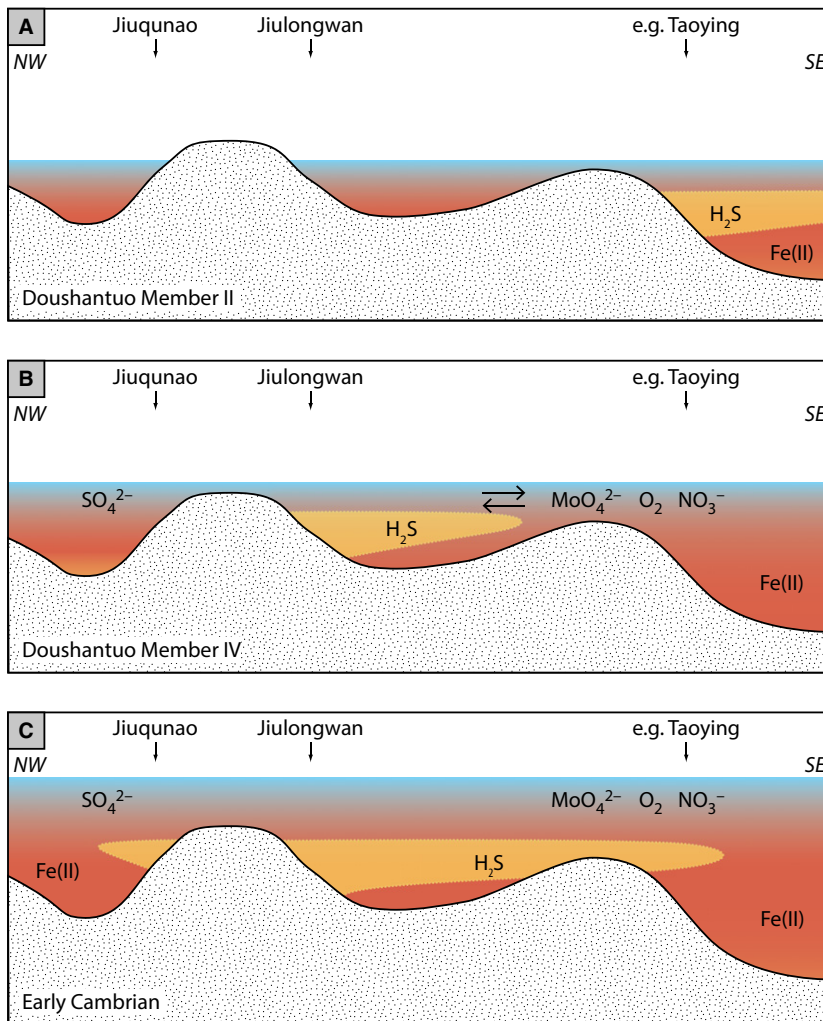 A
Jiuqunao Jiulongwan e.g. Taoying
NW SE
H₂S
Fe(II)
Doushantuo Member II
B
Jiuqunao Jiulongwan e.g. Taoying
NW SE
SO₄²⁻ MoO₄²⁻ O₂ NO₃⁻
H₂S
Fe(II)
Doushantuo Member IV
C
Jiuqunao Jiulongwan e.g. Taoying
NW SE
SO₄²⁻ MoO₄²⁻ O₂ NO₃⁻
Fe(II) H₂S
Fe(II)
Early Cambrian